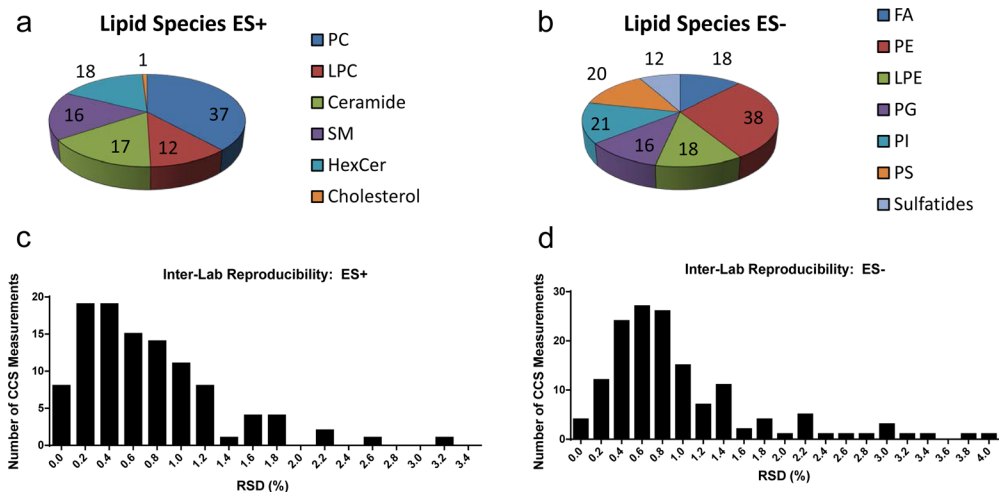 a
Lipid Species ES+
1
18
16
17
12
37
PC
LPC
Ceramide
SM
HexCer
Cholesterol
b
Lipid Species ES-
12
18
20
21
16
18
38
FA
PE
LPE
PG
PI
PS
Sulfatides
c
Inter-Lab Reproducibility: ES+
Number of CCS Measurements
20
15
10
5
0
0.0 0.2 0.4 0.6 0.8 1.0 1.2 1.4 1.6 1.8 2.0 2.2 2.4 2.6 2.8 3.0 3.2 3.4
RSD (%)
d
Inter-Lab Reproducibility: ES-
Number of CCS Measurements
30
20
10
0
0.0 0.2 0.4 0.6 0.8 1.0 1.2 1.4 1.6 1.8 2.0 2.2 2.4 2.6 2.8 3.0 3.2 3.4 3.6 3.8 4.0
RSD (%)